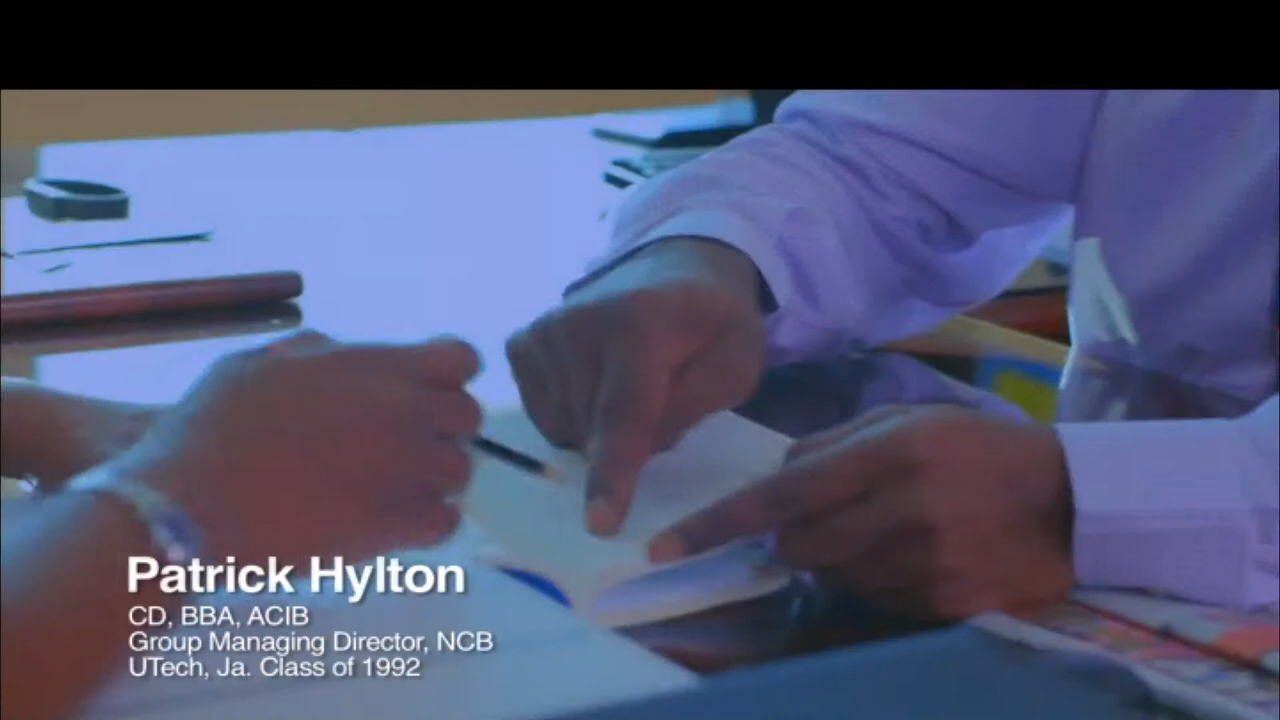 Patrick Hylton
CD, BBA, ACIB
Group Managing Director, NCB
UTech, Ja. Class of 1992